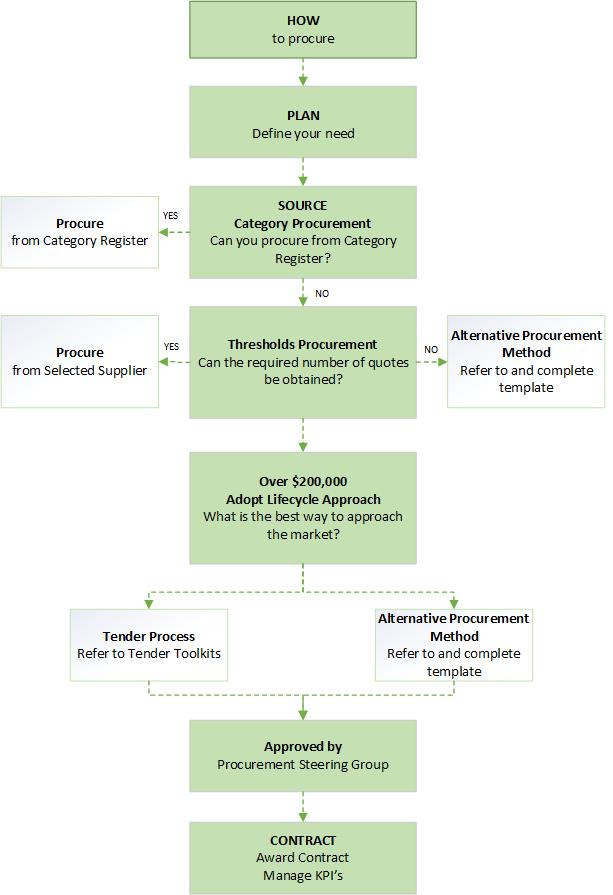 HOW
to procure
PLAN
Define your need
SOURCE
Category Procurement
Can you procure from Category
Register?
YES
Procure
from Category Register
NO
Thresholds Procurement
Can the required number of quotes
be obtained?
YES
Procure
from Selected Supplier
NO
Alternative Procurement
Method
Refer to and complete
template
Over $200,000
Adopt Lifecycle Approach
What is the best way to approach
the market?
Tender Process
Refer to Tender Toolkits
Alternative Procurement
Method
Refer to and complete
template
Approved by
Procurement Steering Group
CONTRACT
Award Contract
Manage KPI's